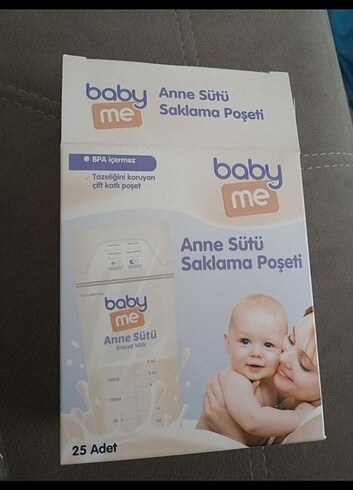 baby
me
Anne Sütü
Saklama Poşeti
BPA içermez
Tazeliğini koruyan
çift katlı poşet
baby
me
Anne Sütü
Saklama Poşeti
baby
me
Anne Sütü
Breast Milk
25 Adet